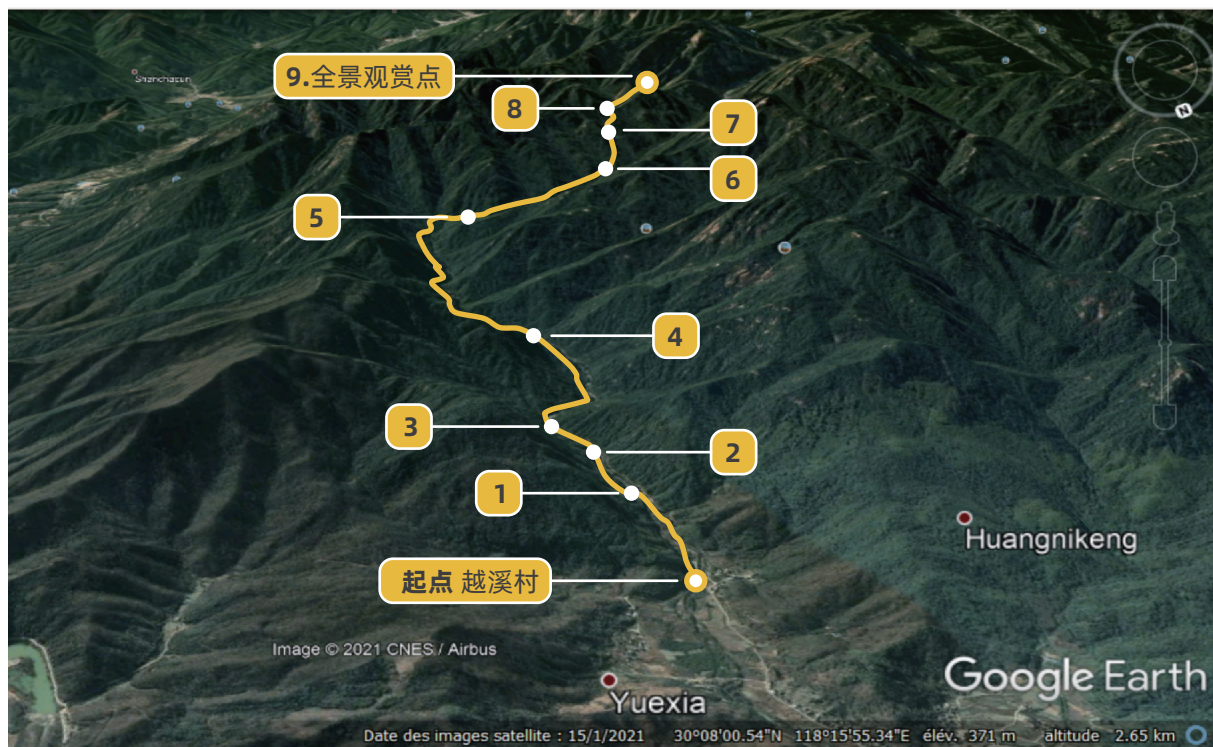 Shanchacun
9.全景观赏点
8
7
6
5
4
3
2
1
起点 越溪村
Huangnikeng
Image © 2021 CNES / Airbus
Google Earth
Yuexia
Date des images satellite : 15/1/2021 30°08'00.54"N 118°15'55.34"E élév. 371 m altitude 2.65 km
N